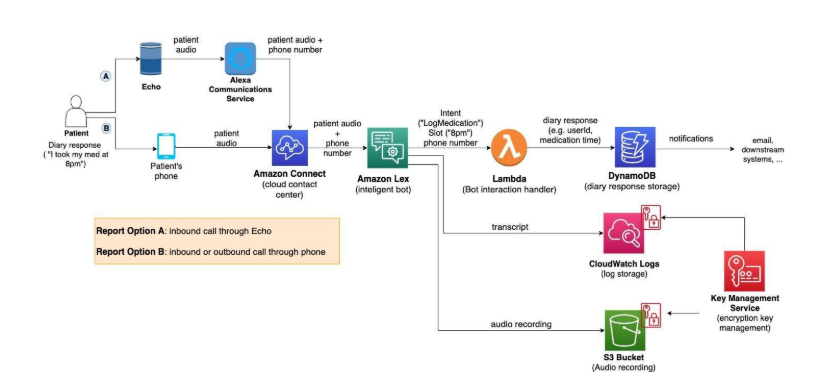 patient
audio
patient audio +
phone number
A
Echo
Alexa
Communications
Service
B
Patient
Diary response
( "I took my med at
8pm")
Patient's
phone
patient
audio
Amazon Connect
(cloud contact
center)
patient audio
+
phone
number
Amazon Lex
(inteligent bot)
Intent
("LogMedication")
Slot ("8pm")
phone number
Lambda
(Bot interaction handler)
diary response
(e.g. userId,
medication time)
DynamoDB
(diary response storage)
notifications
email,
downstream
systems, ...
Report Option A: inbound call through Echo
Report Option B: inbound or outbound call through phone
transcript
CloudWatch Logs
(log storage)
Key Management
Service
(encryption key
management)
audio recording
S3 Bucket
(Audio recording)